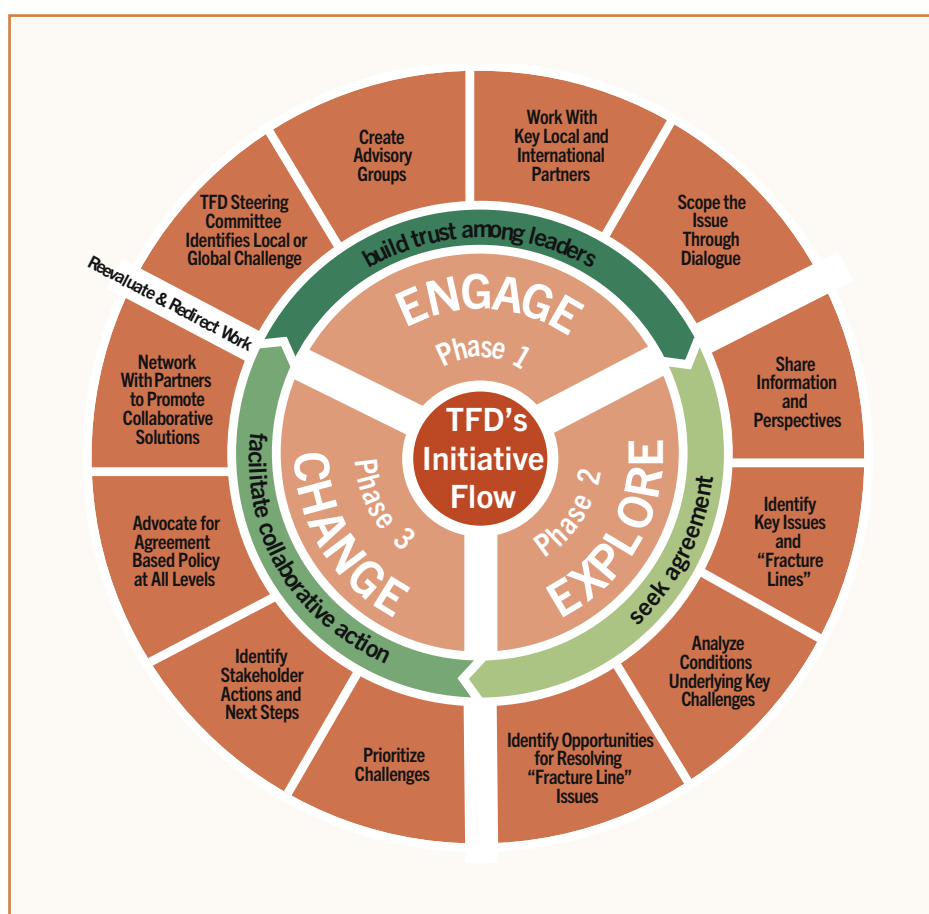 TFD's
Initiative
Flow
ENGAGE
Phase 1
build trust among leaders
TFD Steering
Committee
Identifies Local or
Global Challenge
Create
Advisory
Groups
Work With
Key Local and
International
Partners
Scope the
Issue
Through
Dialogue
EXPLORE
Phase 2
seek agreement
Share
Information
and
Perspectives
Identify
Key Issues
and
“Fracture
Lines”
Analyze
Conditions
Underlying Key
Challenges
Identify Opportunities
for Resolving
“Fracture Line”
Issues
CHANGE
Phase 3
facilitate collaborative action
Prioritize
Challenges
Identify
Stakeholder
Actions and
Next Steps
Advocate for
Agreement
Based Policy
at All Levels
Network
With Partners
to Promote
Collaborative
Solutions
Reevaluate & Redirect Work